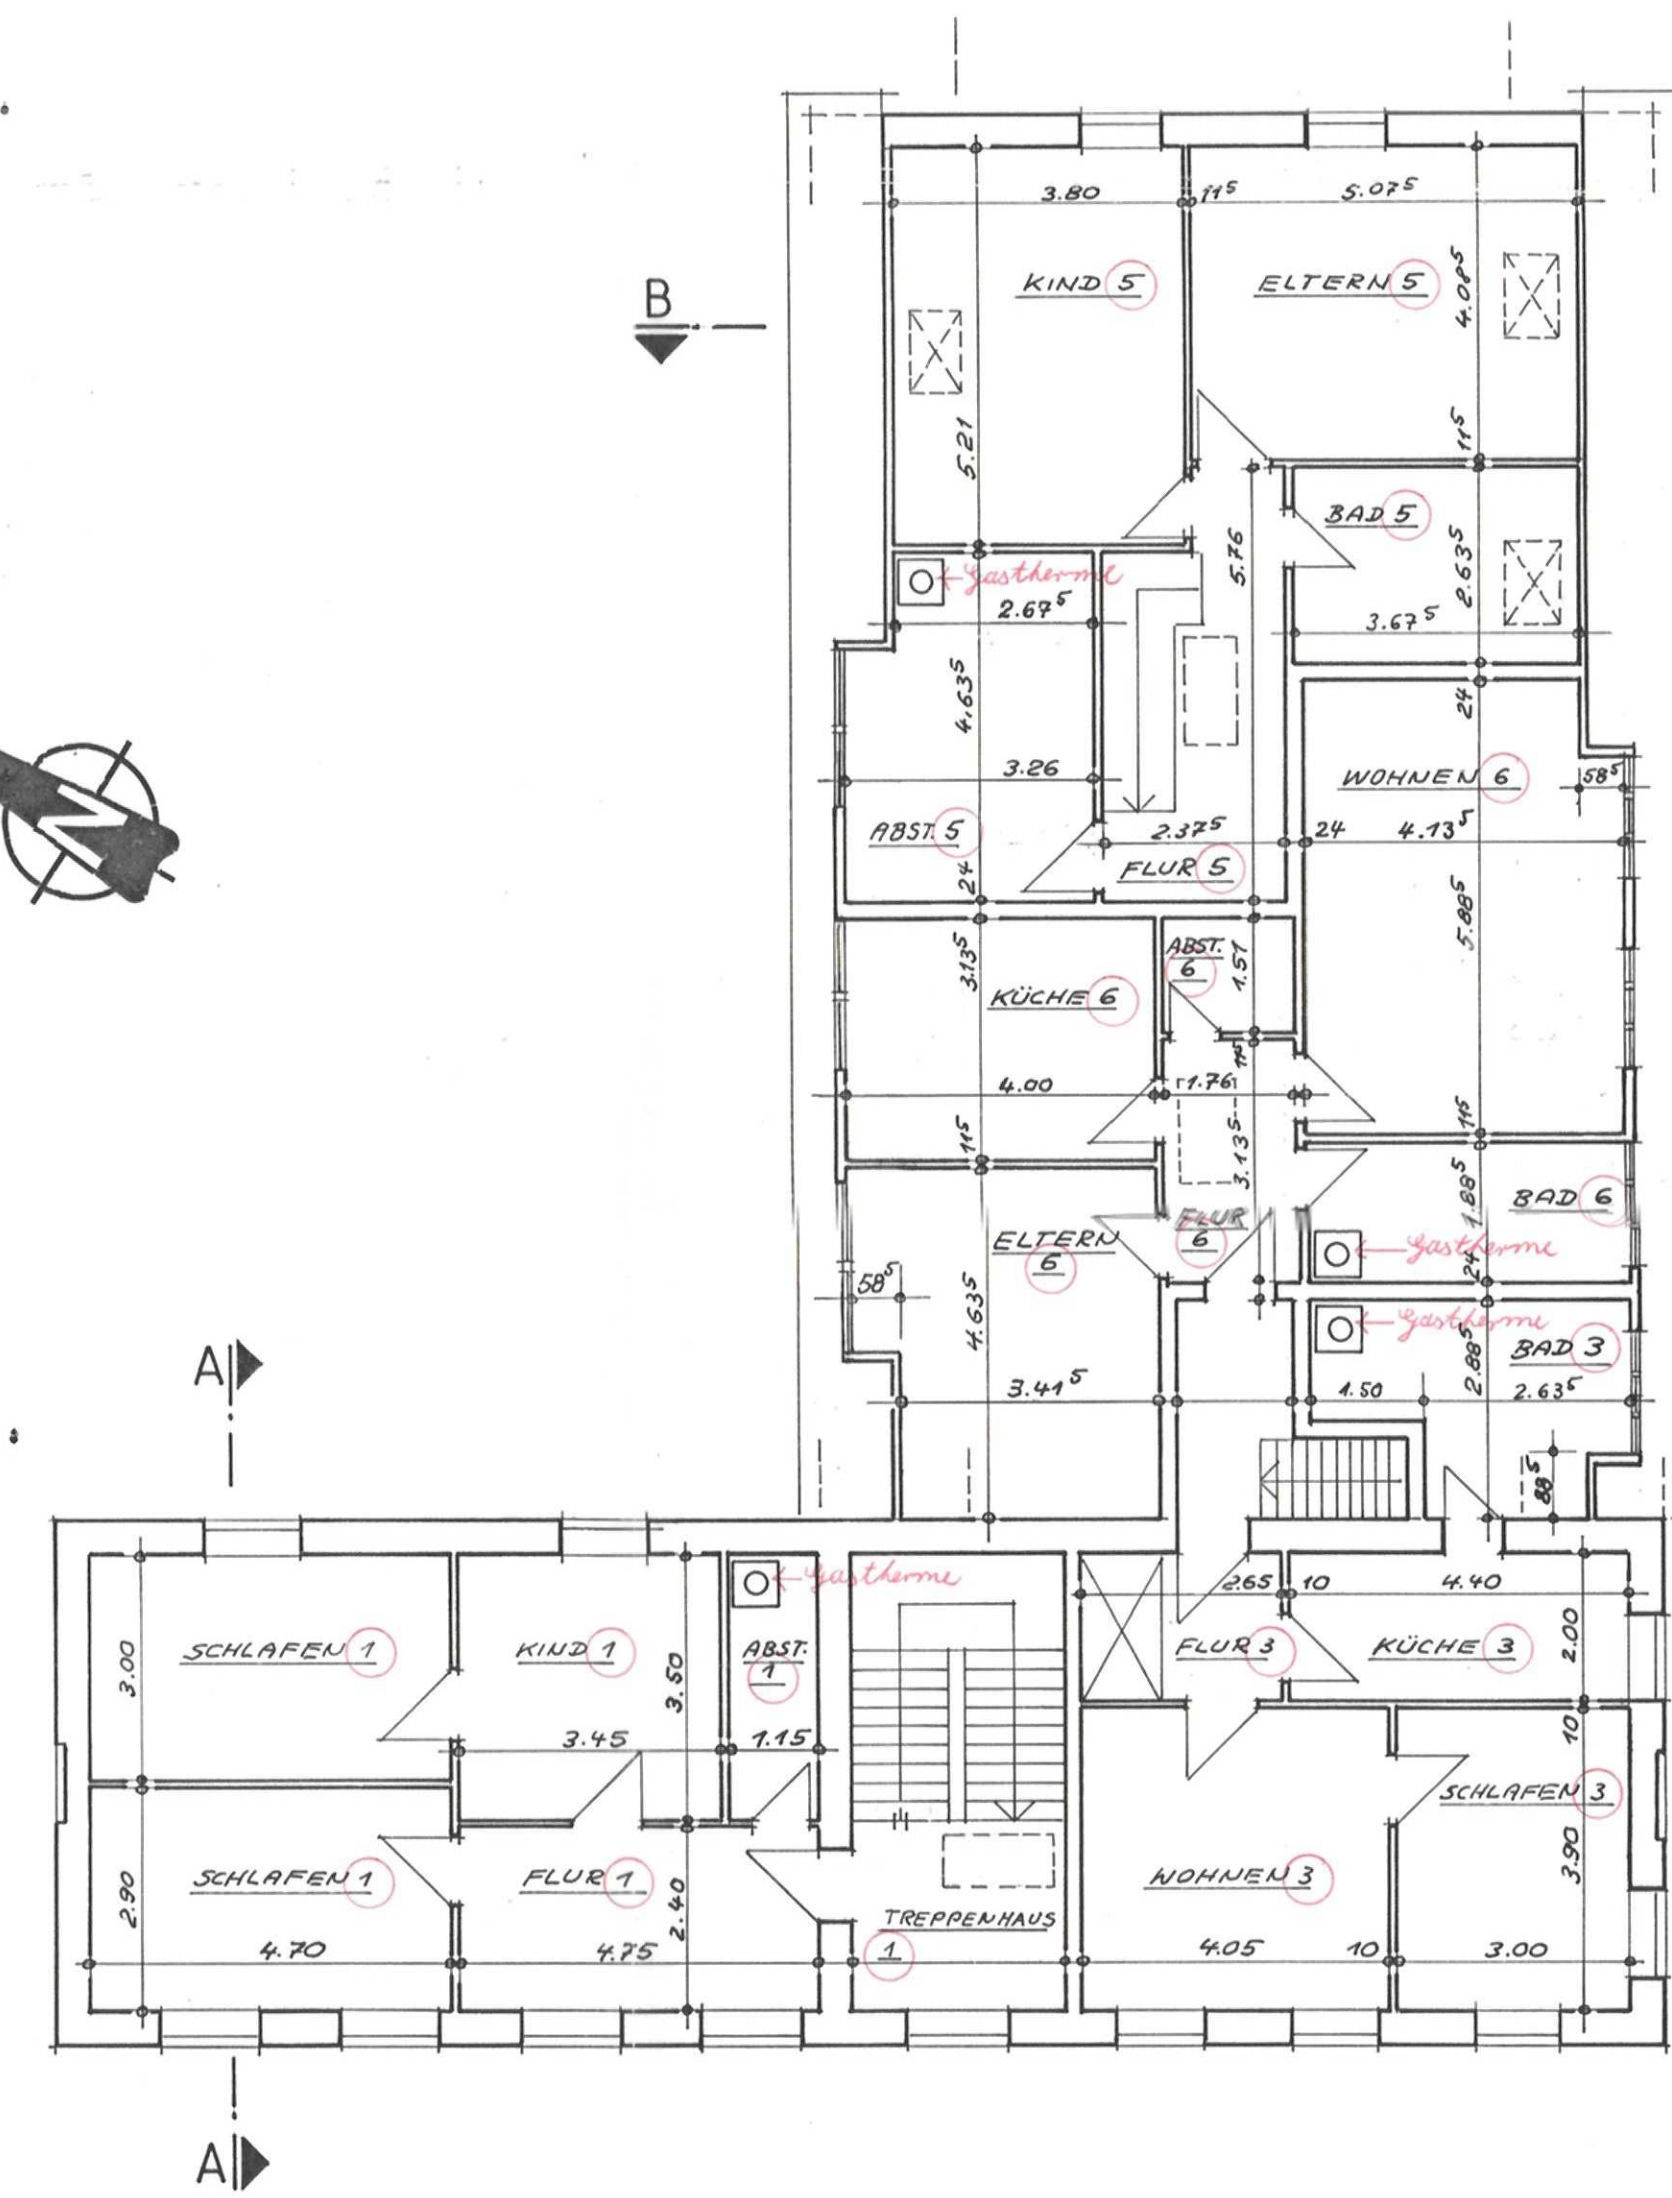 3.80
11⁵
5.07⁵
KIND 5
ELTERN 5
4.08⁵
B
5.21
11⁵
BAD 5
5.76
2.63⁵
←Gastherme
2.67⁵
3.67⁵
4.63⁵
24
3.26
WOHNEN 6
58⁵
ABST. 5
2.37⁵
24
4.13⁵
FLUR 5
24
5.88⁵
N
3.13⁵
ABST.
6
1.51
KÜCHE 6
11⁵
4.00
1.76
11⁵
11⁵
3.13⁵
1.88⁵
BAD 6
FLUR
6
ELTERN
6
←Gastherme
24
58⁵
4.63⁵
←Gastherme
BAD 3
2.88⁵
A
3.41⁵
1.50
2.63⁵
88⁵
←Gastherme
2.65
10
4.40
SCHLAFEN 1
KIND 1
ABST.
1
FLUR 3
KÜCHE 3
2.00
3.00
3.50
3.45
1.15
10
SCHLAFEN 3
SCHLAFEN 1
FLUR 1
WOHNEN 3
3.90
2.90
2.40
TREPPENHAUS
1
4.70
4.75
4.05
10
3.00
A